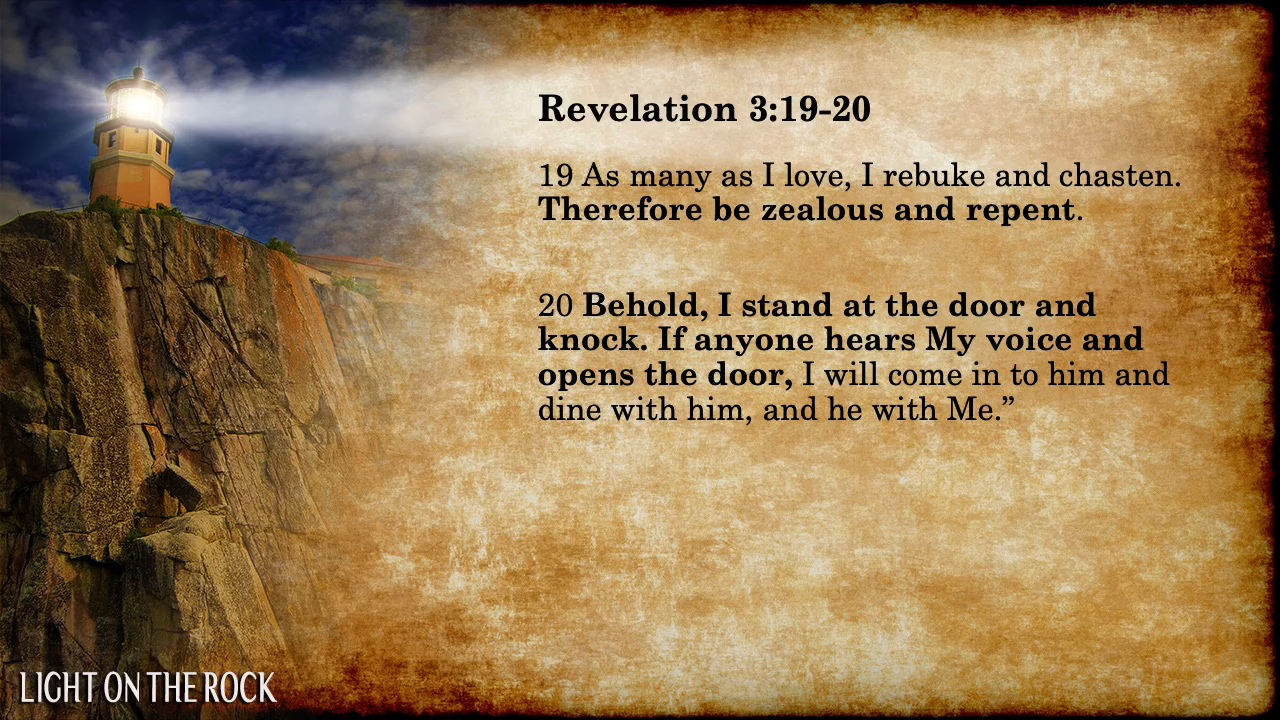 Revelation 3:19-20
19 As many as I love, I rebuke and chasten.
Therefore be zealous and repent.
20 Behold, I stand at the door and
knock. If anyone hears My voice and
opens the door, I will come in to him and
dine with him, and he with Me.”
LIGHT ON THE ROCK